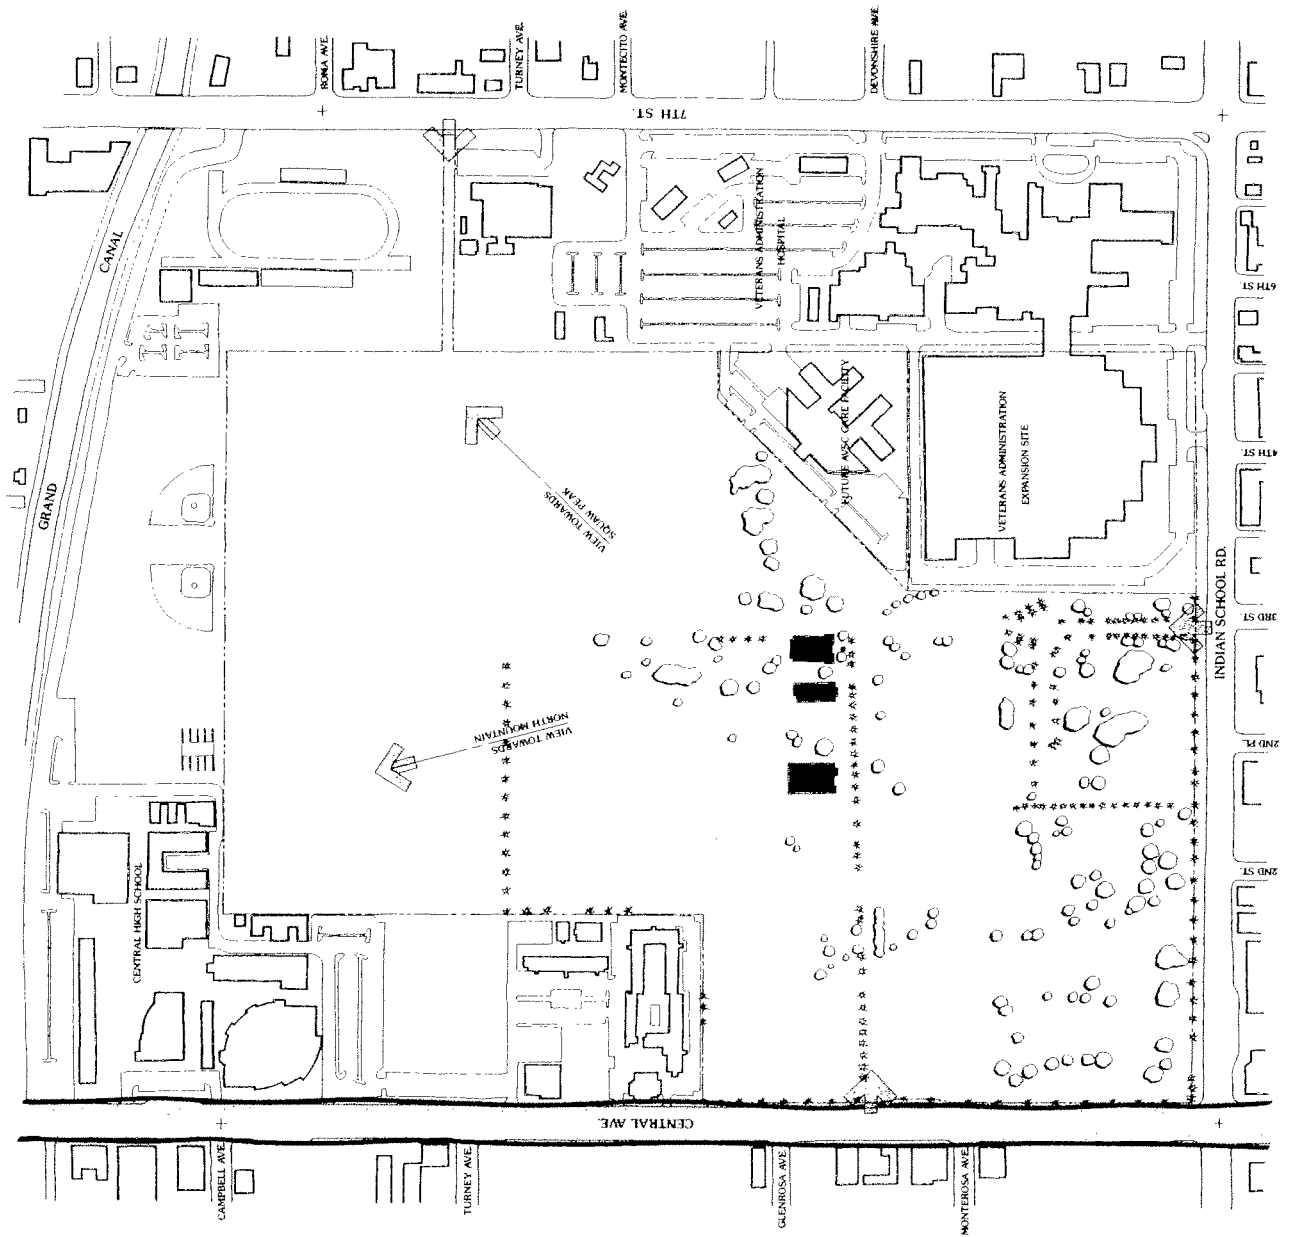 ROMA AVE.
TURNEY AVE.
MONTECITO AVE.
DEVONSHIRE AVE.
7TH ST.
CANAL
VETERANS ADMINISTRATION
HOSPITAL
6TH ST.
FUTURE AVSC CARE FACILITY
VETERANS ADMINISTRATION
EXPANSION SITE
4TH ST.
GRAND
VIEW TOWARDS
SQUAW PEAK
INDIAN SCHOOL RD.
3RD ST.
VIEW TOWARDS
NORTH MOUNTAIN
2ND PL.
CENTRAL HIGH SCHOOL
2ND ST.
CENTRAL AVE.
CAMPBELL AVE.
TURNEY AVE.
GLENROSA AVE.
MONTEROSA AVE.